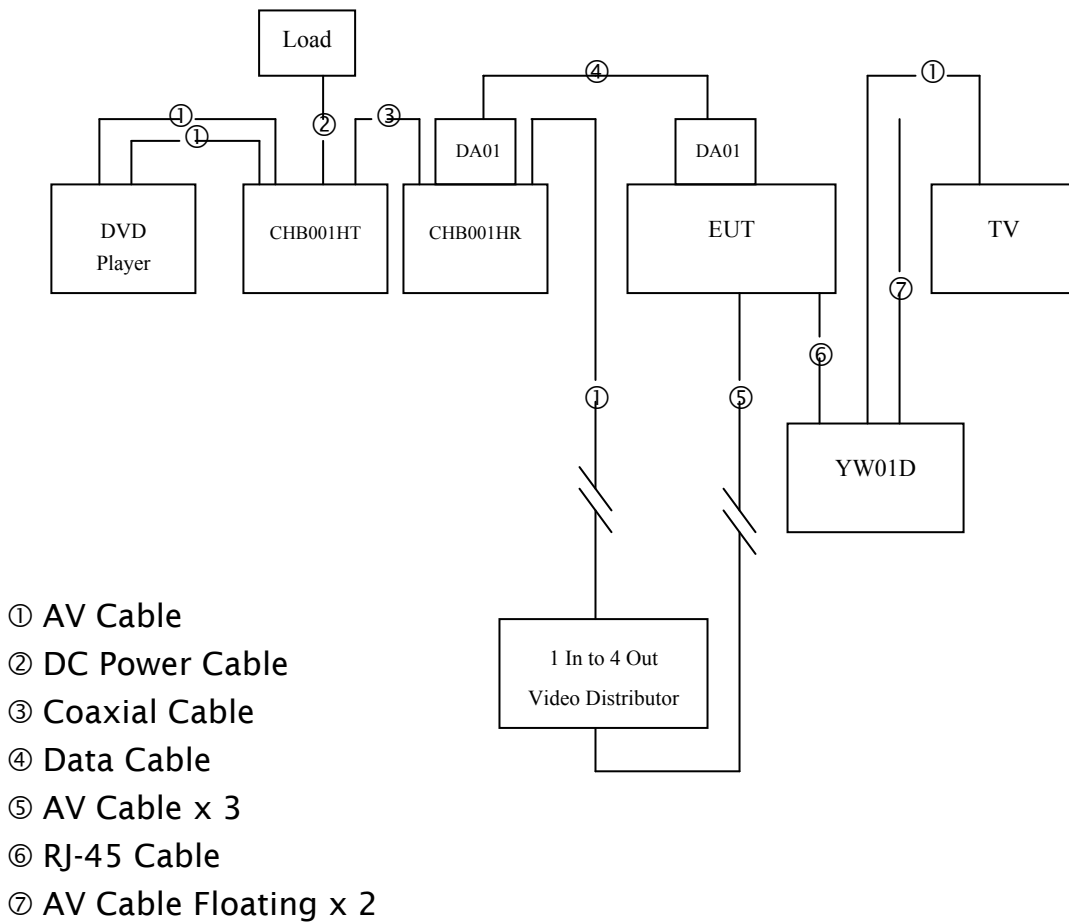 Load
①
④
①
③
②
①
DA01
DA01
DVD
Player
CHB001HT
CHB001HR
EUT
TV
⑦
⑥
①
⑤
YW01D
1 In to 4 Out
Video Distributor
① AV Cable
② DC Power Cable
③ Coaxial Cable
④ Data Cable
⑤ AV Cable x 3
⑥ RJ-45 Cable
⑦ AV Cable Floating x 2